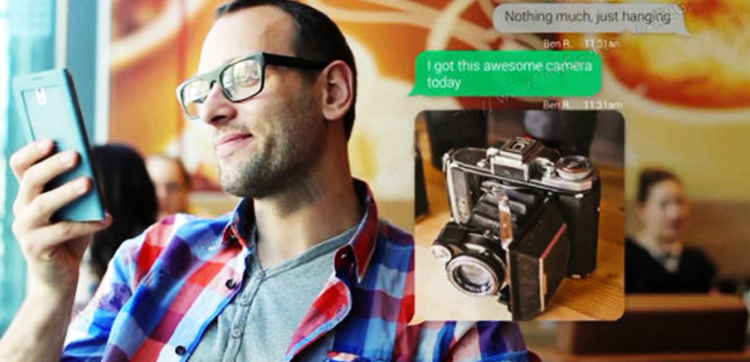 Nothing much, just hanging
Ben R. 11:31am
I got this awesome camera
today
Ben R. 11:31am